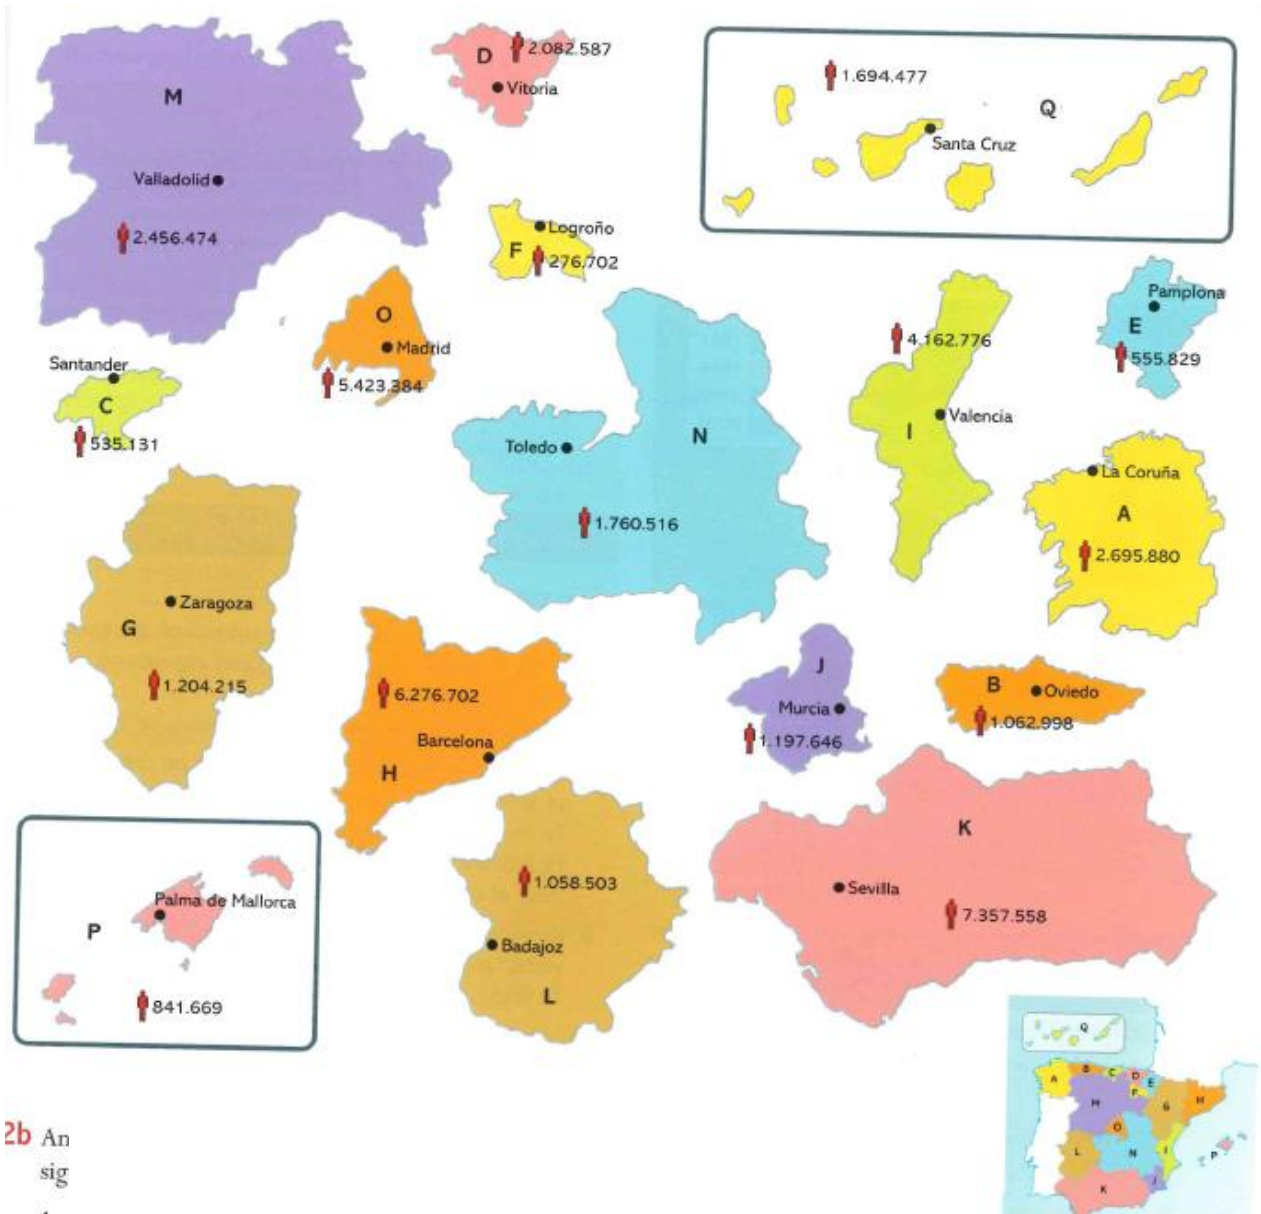 M
Valladolid
2.456.474
D
2.082.587
Vitoria
1.694.477
Q
Santa Cruz
Logroño
F
276.702
O
Madrid
5.423.384
Santander
C
535.131
Toledo
N
1.760.516
4.162.776
I
Valencia
Pamplona
E
555.829
La Coruña
A
2.695.880
Zaragoza
G
1.204.215
6.276.702
Barcelona
H
J
Murcia
1.197.646
B
Oviedo
1.062.998
K
Sevilla
7.357.558
1.058.503
Badajoz
L
Palma de Mallorca
P
841.669
Q
A
B
C
D
E
F
M
G
H
O
L
N
I
P
K
J
2b An
sig